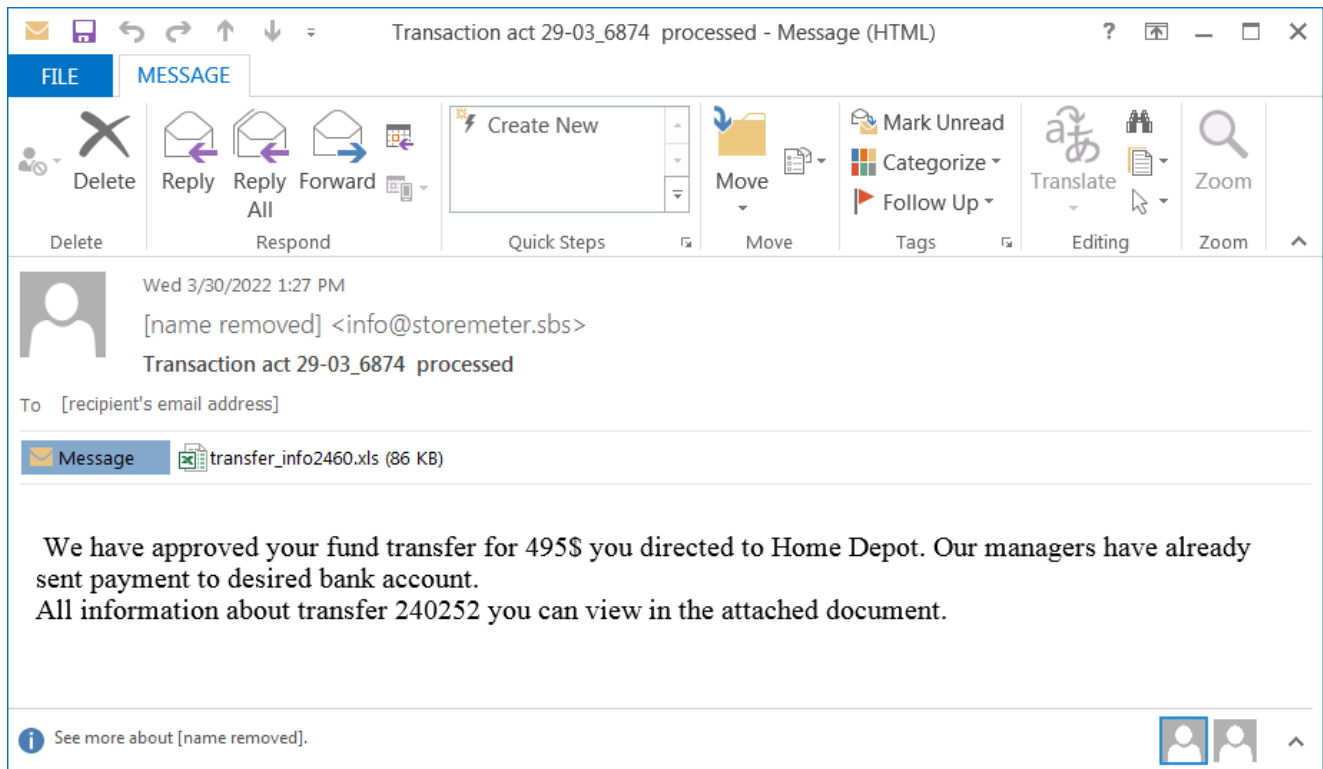 Transaction act 29-03_6874  processed - Message (HTML)
?
FILE
MESSAGE
Delete
Reply
Reply All
Forward
Create New
Move
Mark Unread
Categorize
Follow Up
Translate
Zoom
Delete
Respond
Quick Steps
Move
Tags
Editing
Zoom
Wed 3/30/2022 1:27 PM
[name removed] <info@storemeter.sbs>
Transaction act 29-03_6874  processed
To [recipient's email address]
Message
transfer_info2460.xls (86 KB)
We have approved your fund transfer for 495$ you directed to Home Depot. Our managers have already
sent payment to desired bank account.
All information about transfer 240252 you can view in the attached document.
See more about [name removed].